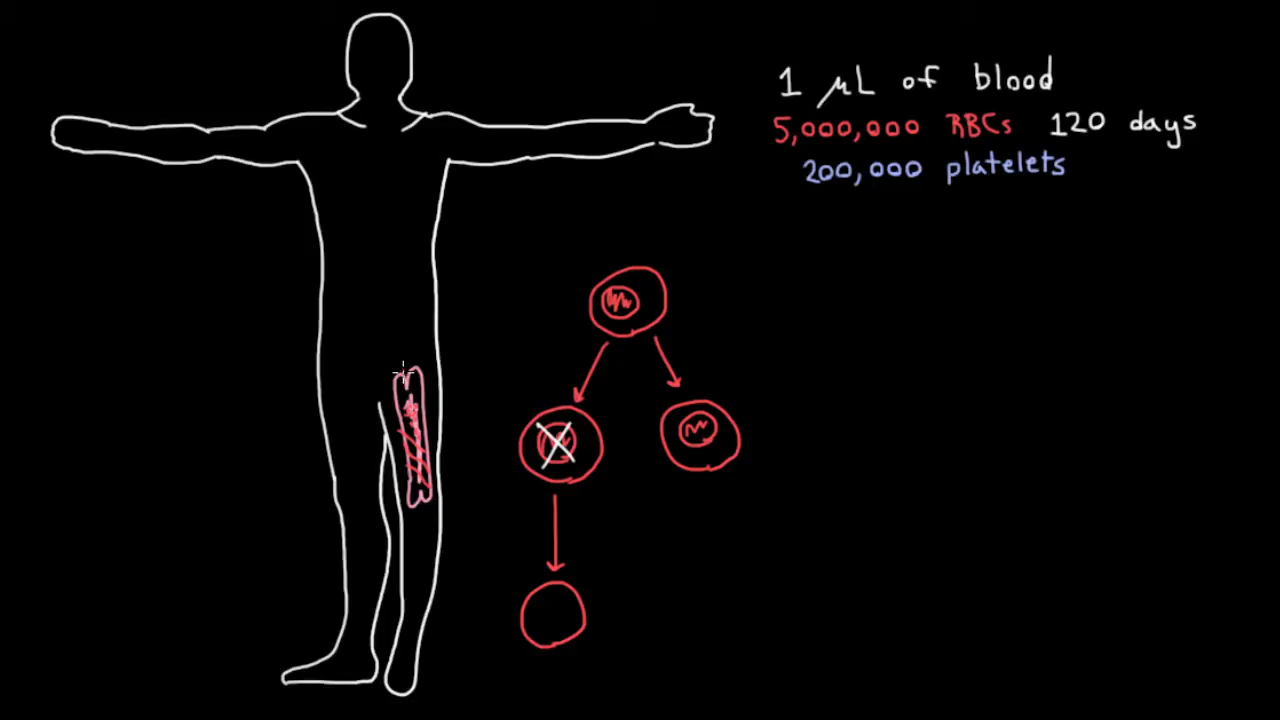 1 μL of blood
5,000,000 RBCs 120 days
200,000 platelets